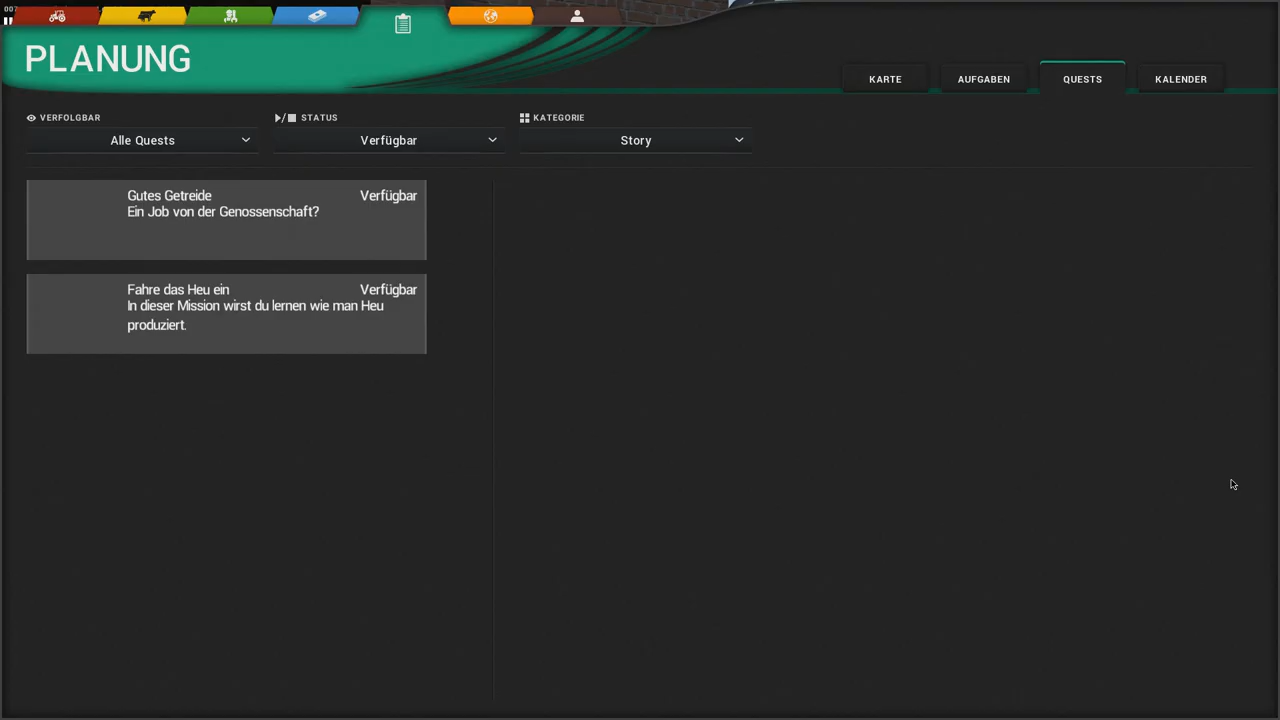 007
PLANUNG
KARTE
AUFGABEN
QUESTS
KALENDER
VERFOLGBAR
STATUS
KATEGORIE
Alle Quests
Verfügbar
Story
Gutes Getreide
Verfügbar
Ein Job von der Genossenschaft?
Fahre das Heu ein
Verfügbar
In dieser Mission wirst du lernen wie man Heu
produziert.